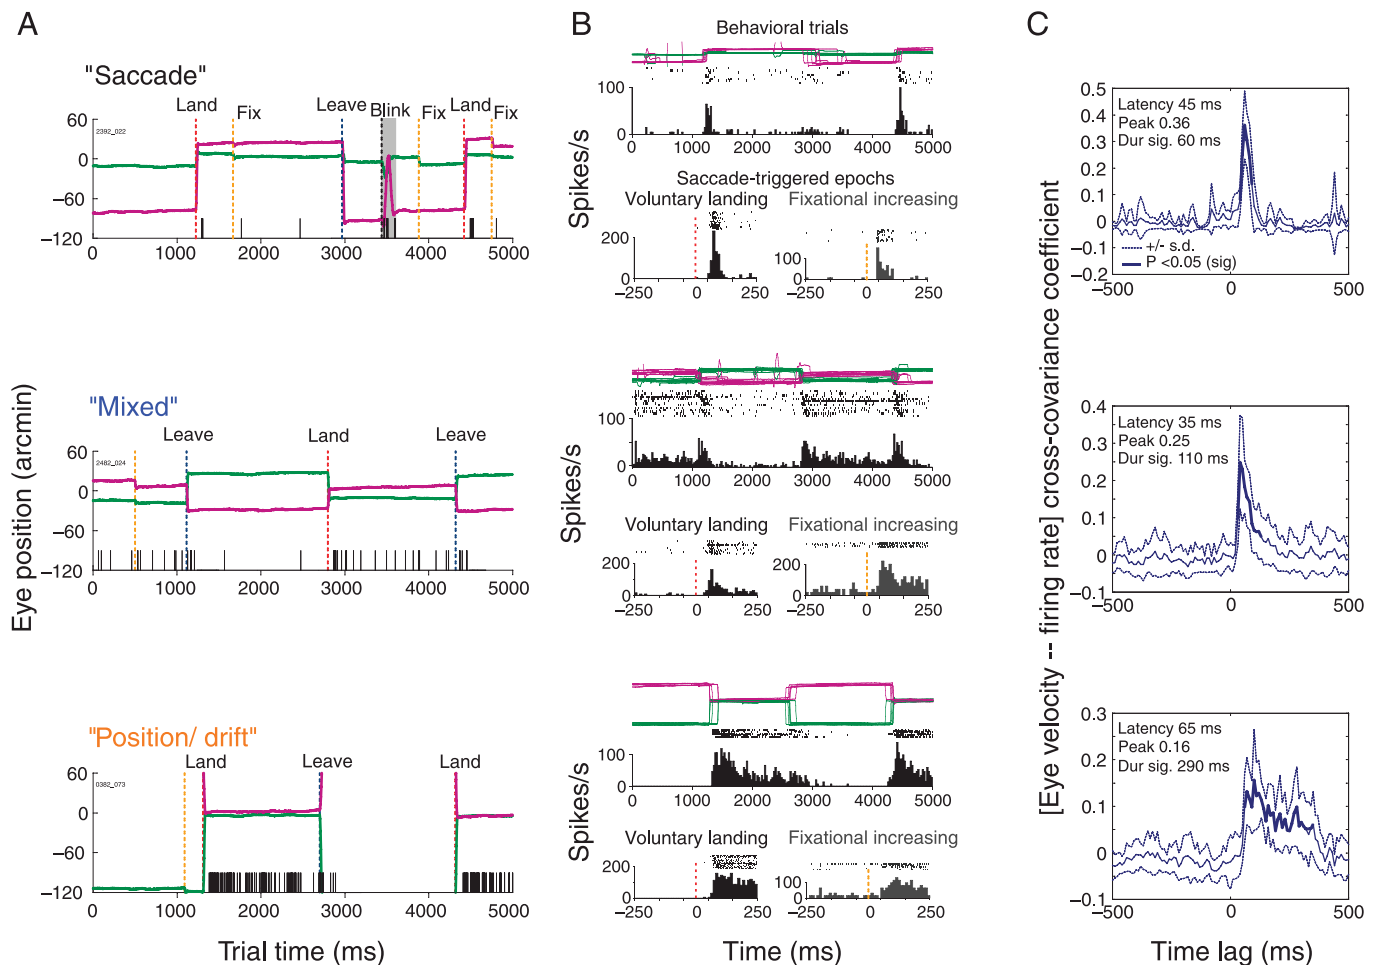 A
B
C
"Saccade"
Land
Fix
Leave
Blink
Fix
Land
Fix
2392_022
60
0
−60
−120
0
1000
2000
3000
4000
5000
"Mixed"
Leave
Land
Leave
2482_024
60
0
−60
−120
0
1000
2000
3000
4000
5000
"Position/ drift"
Land
Leave
Land
0382_073
60
0
−60
−120
0
1000
2000
3000
4000
5000
Eye position (arcmin)
Trial time (ms)
Behavioral trials
100
0
0
1000
2000
3000
4000
5000
Saccade-triggered epochs
Voluntary landing
Fixational increasing
200
0
−250
0
250
100
0
−250
0
250
Spikes/s
100
0
0
1000
2000
3000
4000
5000
Voluntary landing
Fixational increasing
200
0
−250
0
250
200
0
−250
0
250
Spikes/s
100
0
0
1000
2000
3000
4000
5000
Voluntary landing
Fixational increasing
200
0
−250
0
250
100
0
−250
0
250
Spikes/s
Time (ms)
0.5
0.4
0.3
0.2
0.1
0
−0.1
0.2
Latency 45 ms
Peak 0.36
Dur sig. 60 ms
+/- s.d.
P <0.05 (sig)
−500
0
500
0.4
0.3
0.2
0.1
0
−0.1
Latency 35 ms
Peak 0.25
Dur sig. 110 ms
−500
0
500
0.3
0.2
0.1
0
−0.1
Latency 65 ms
Peak 0.16
Dur sig. 290 ms
−500
0
500
[Eye velocity -- firing rate] cross-covariance coefficient
Time lag (ms)